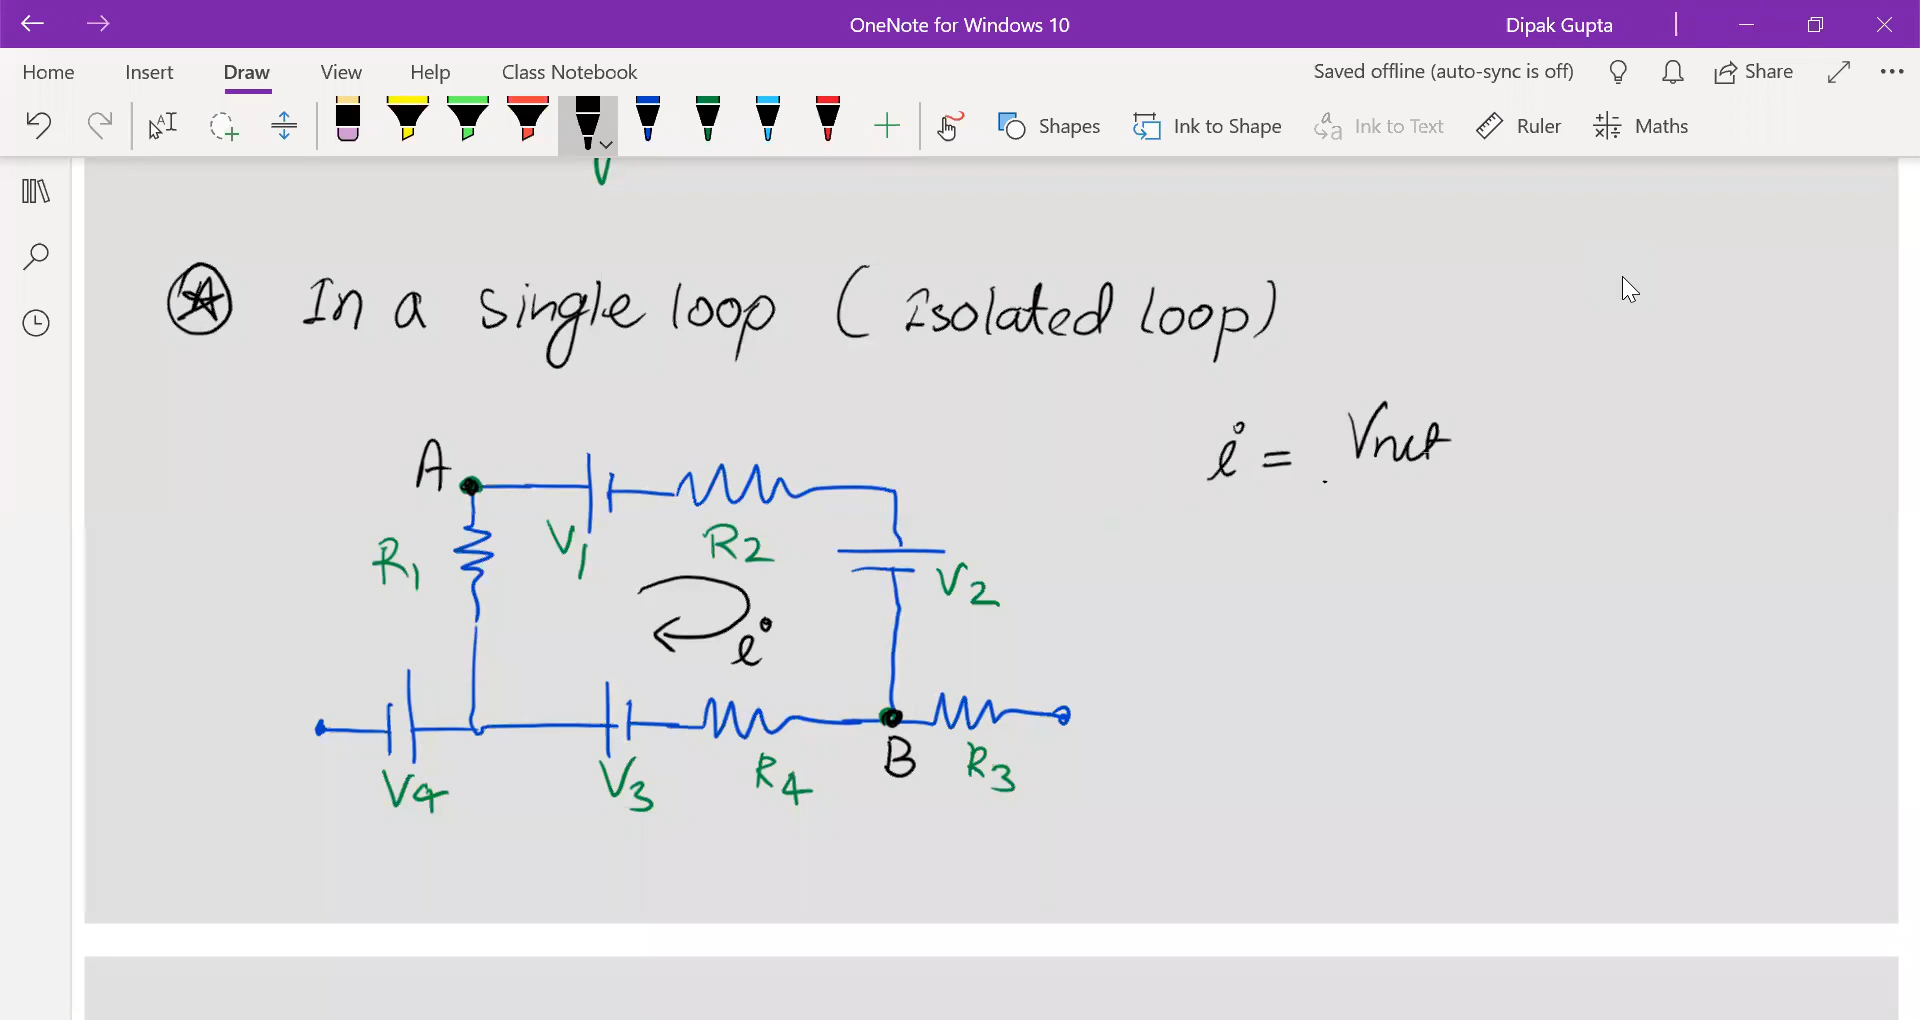 OneNote for Windows 10
Dipak Gupta
Home Insert Draw View Help Class Notebook
Saved offline (auto-sync is off) Share
Shapes Ink to Shape Ink to Text Ruler Maths
V
In a single loop (Isolated loop)
i = Vnet
A
R1 V1 R2 V2
i
V4 V3 R4 B R3